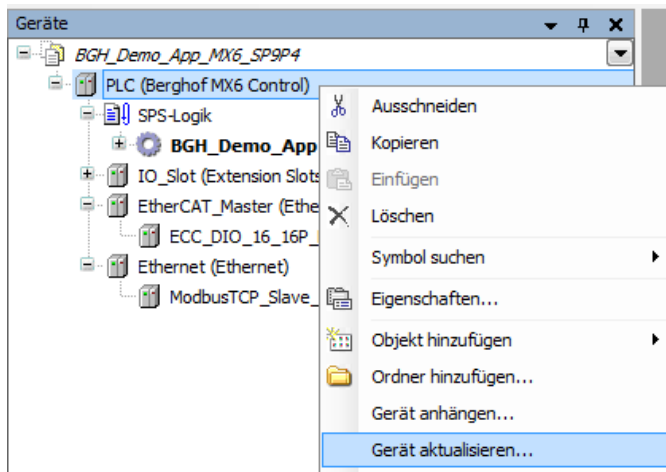 Geräte
BGH_Demo_App_MX6_SP9P4
PLC (Berghof MX6 Control)
SPS-Logik
BGH_Demo_App
IO_Slot (Extension Slots
EtherCAT_Master (Ethe
ECC_DIO_16_16P_
Ethernet (Ethernet)
ModbusTCP_Slave_
Ausschneiden
Kopieren
Einfügen
Löschen
Symbol suchen
Eigenschaften...
Objekt hinzufügen
Ordner hinzufügen...
Gerät anhängen...
Gerät aktualisieren...